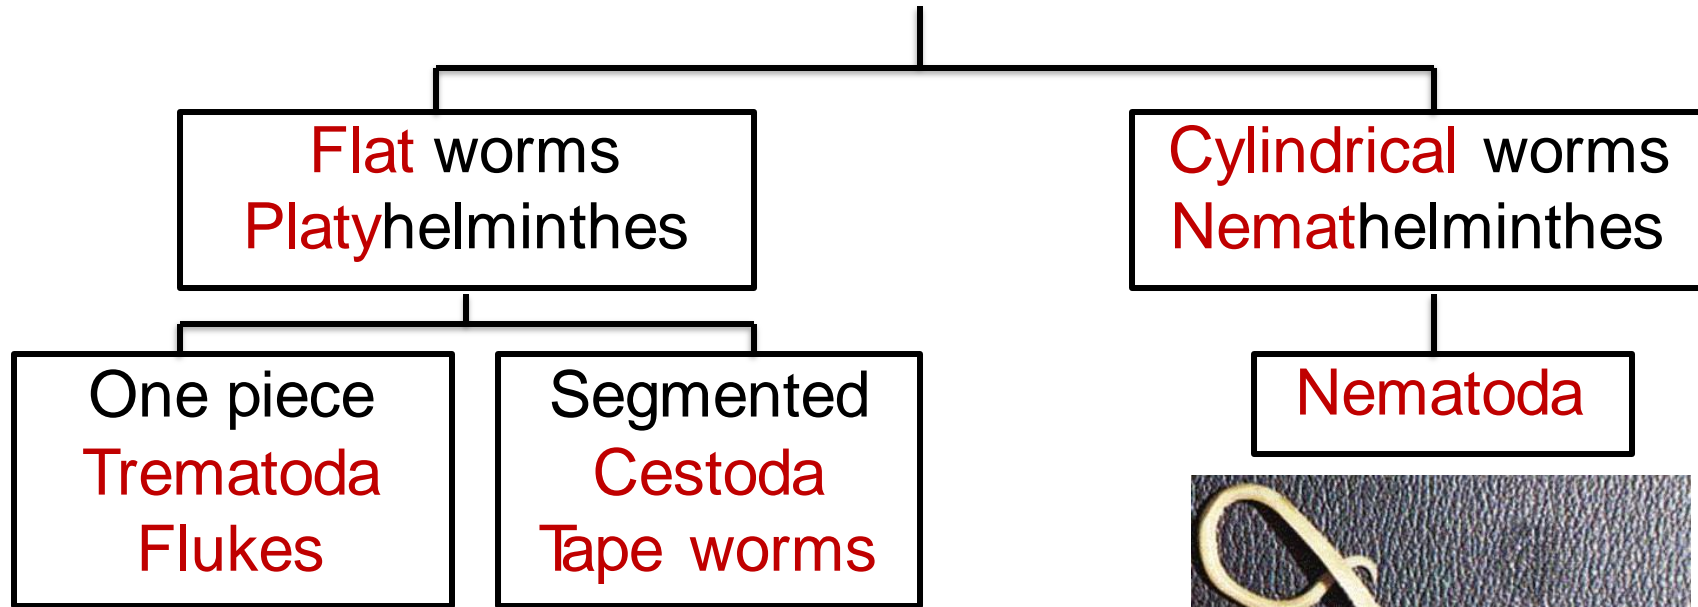 Flat worms
Platyhelminthes
Cylindrical worms
Nemathelminthes
One piece
Trematoda
Flukes
Segmented
Cestoda
Tape worms
Nematoda